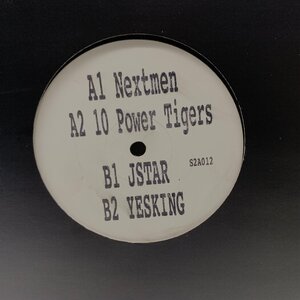 A1 Nextmen
A2 10 Power Tigers
S2A012
B1 JSTAR
B2 YESKING